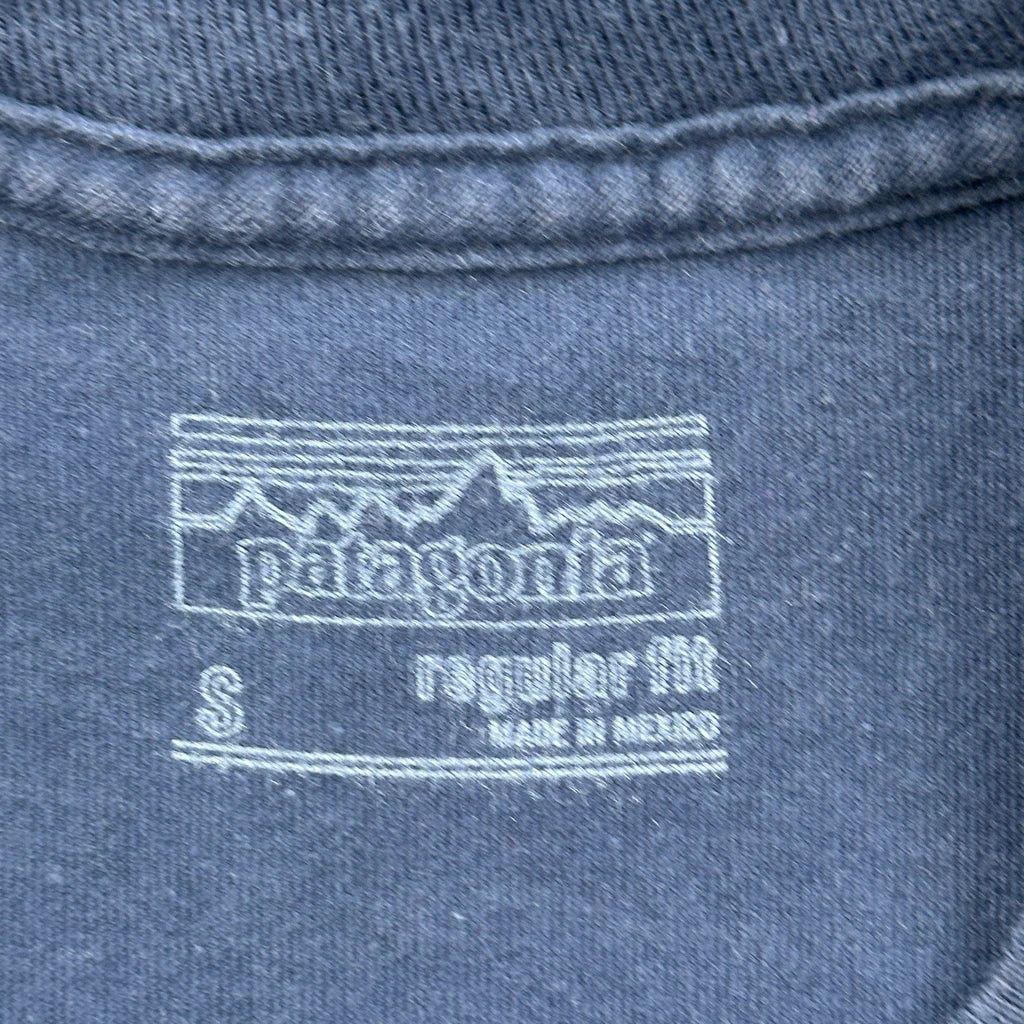 patagonia
S
regular fit
MADE IN MEXICO